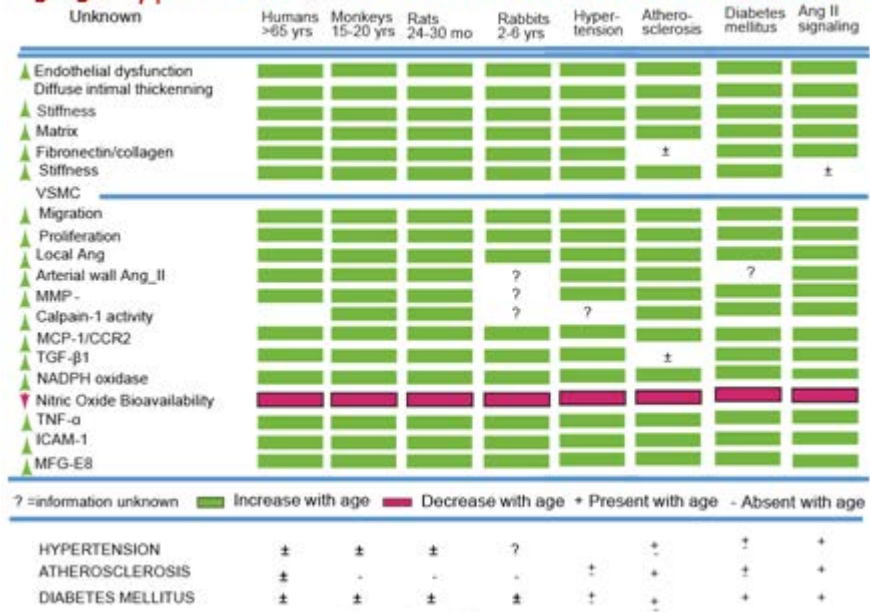 Unknown Humans >65 yrs Monkeys 15-20 yrs Rats 24-30 mo Rabbits 2-6 yrs Hyper-tension Athero-sclerosis Diabetes mellitus Ang II signaling
Endothelial dysfunction
Diffuse intimal thickenning
Stiffness
Matrix
Fibronectin/collagen ±
Stiffness ±
VSMC
Migration
Proliferation
Local Ang
Arterial wall Ang_II ? ?
MMP- ?
Calpain-1 activity ? ?
MCP-1/CCR2
TGF-β1 ±
NADPH oxidase
Nitric Oxide Bioavailability
TNF-α
ICAM-1
MFG-E8
? =information unknown Increase with age Decrease with age + Present with age - Absent with age
HYPERTENSION ± ± ± ? ± ± +
ATHEROSCLEROSIS ± - - - ± + ± +
DIABETES MELLITUS ± ± ± ± ± + + +